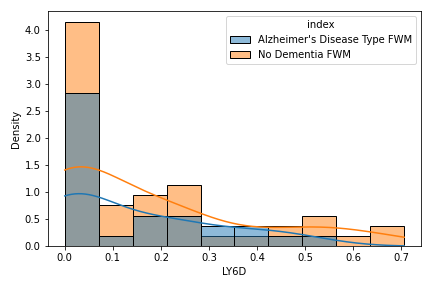 index
Alzheimer's Disease Type FWM
No Dementia FWM
4.0
3.5
3.0
2.5
2.0
1.5
1.0
0.5
0.0
Density
0.0 0.1 0.2 0.3 0.4 0.5 0.6 0.7
LY6D